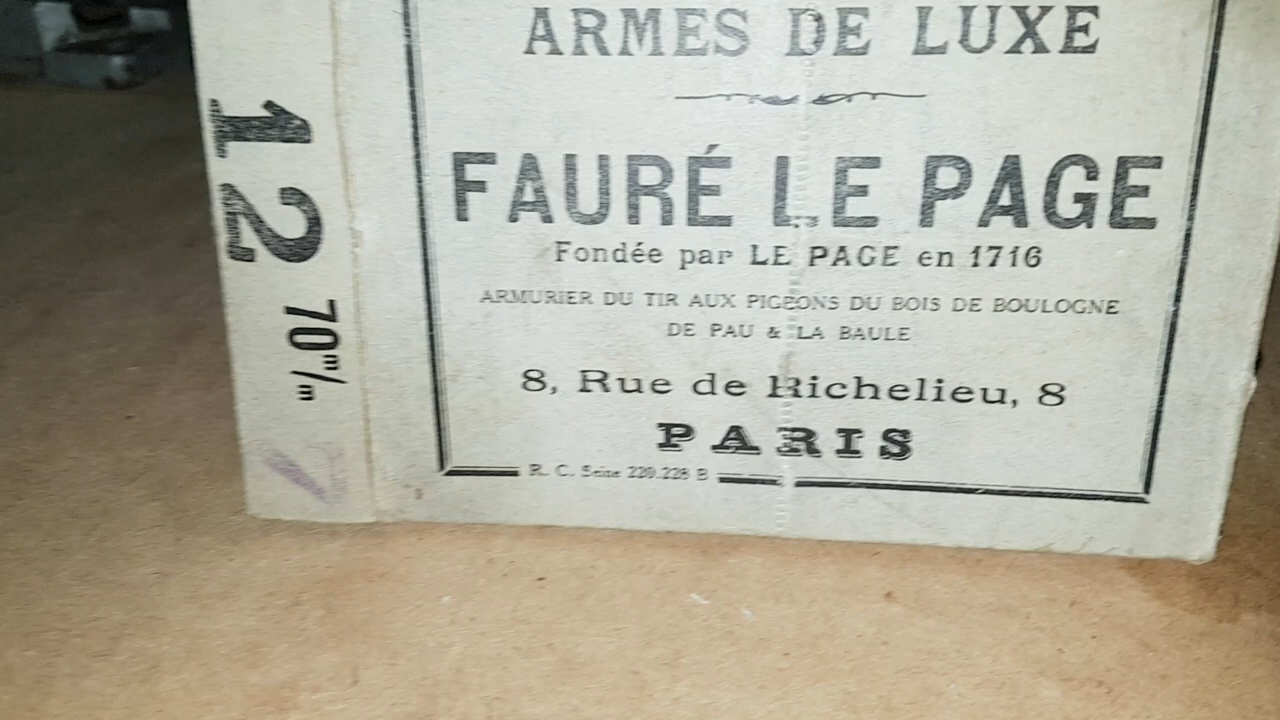 ARMES DE LUXE
FAURÉ LE PAGE
Fondée par LE PAGE en 1716
ARMURIER DU TIR AUX PIGEONS DU BOIS DE BOULOGNE
DE PAU & LA BAULE
8, Rue de Richelieu, 8
PARIS
R. C. Seine 220.228 B
12
70 m/m